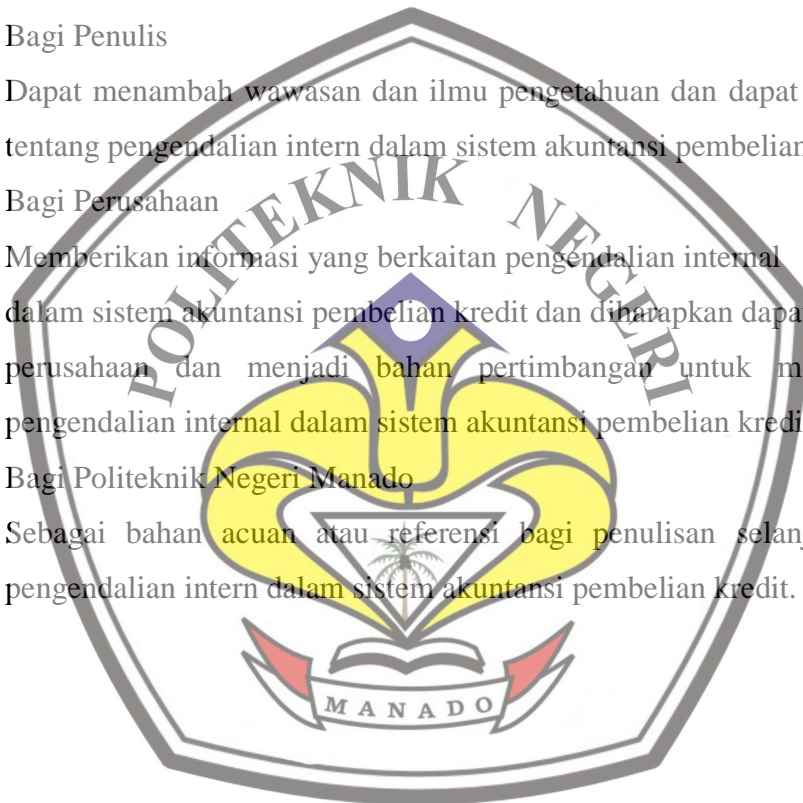 Bagi Penulis
Dapat menambah wawasan dan ilmu pengetahuan dan dapat
tentang pengendalian intern dalam sistem akuntansi pembelian
Bagi Perusahaan
Memberikan informasi yang berkaitan pengendalian internal
dalam sistem akuntansi pembelian kredit dan diharapkan
perusahaan dan menjadi bahan pertimbangan untuk
pengendalian internal dalam sistem akuntansi pembelian
Bagi Politeknik Negeri Manado
Sebagai bahan acuan atau referensi bagi penulisan
pengendalian intern dalam sistem akuntansi pembelian kredit.
POLITEKNIK NEGERI
MANADO